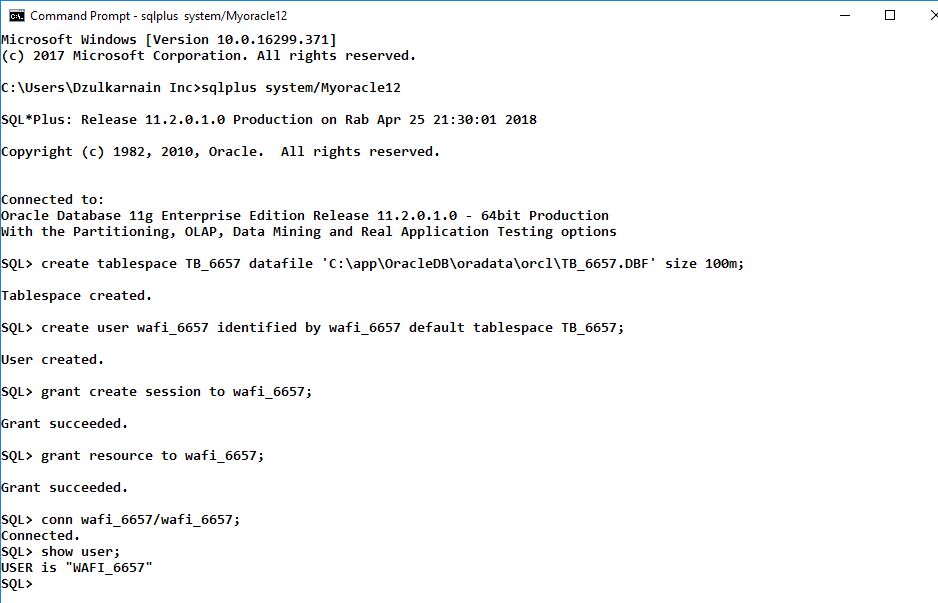 Command Prompt - sqlplus  system/Myoracle12
Microsoft Windows [Version 10.0.16299.371]
(c) 2017 Microsoft Corporation. All rights reserved.
C:\Users\Dzulkarnain Inc>sqlplus system/Myoracle12
SQL*Plus: Release 11.2.0.1.0 Production on Rab Apr 25 21:30:01 2018
Copyright (c) 1982, 2010, Oracle.  All rights reserved.
Connected to:
Oracle Database 11g Enterprise Edition Release 11.2.0.1.0 - 64bit Production
With the Partitioning, OLAP, Data Mining and Real Application Testing options
SQL> create tablespace TB_6657 datafile 'C:\app\OracleDB\oradata\orcl\TB_6657.DBF' size 100m;
Tablespace created.
SQL> create user wafi_6657 identified by wafi_6657 default tablespace TB_6657;
User created.
SQL> grant create session to wafi_6657;
Grant succeeded.
SQL> grant resource to wafi_6657;
Grant succeeded.
SQL> conn wafi_6657/wafi_6657;
Connected.
SQL> show user;
USER is "WAFI_6657"
SQL>